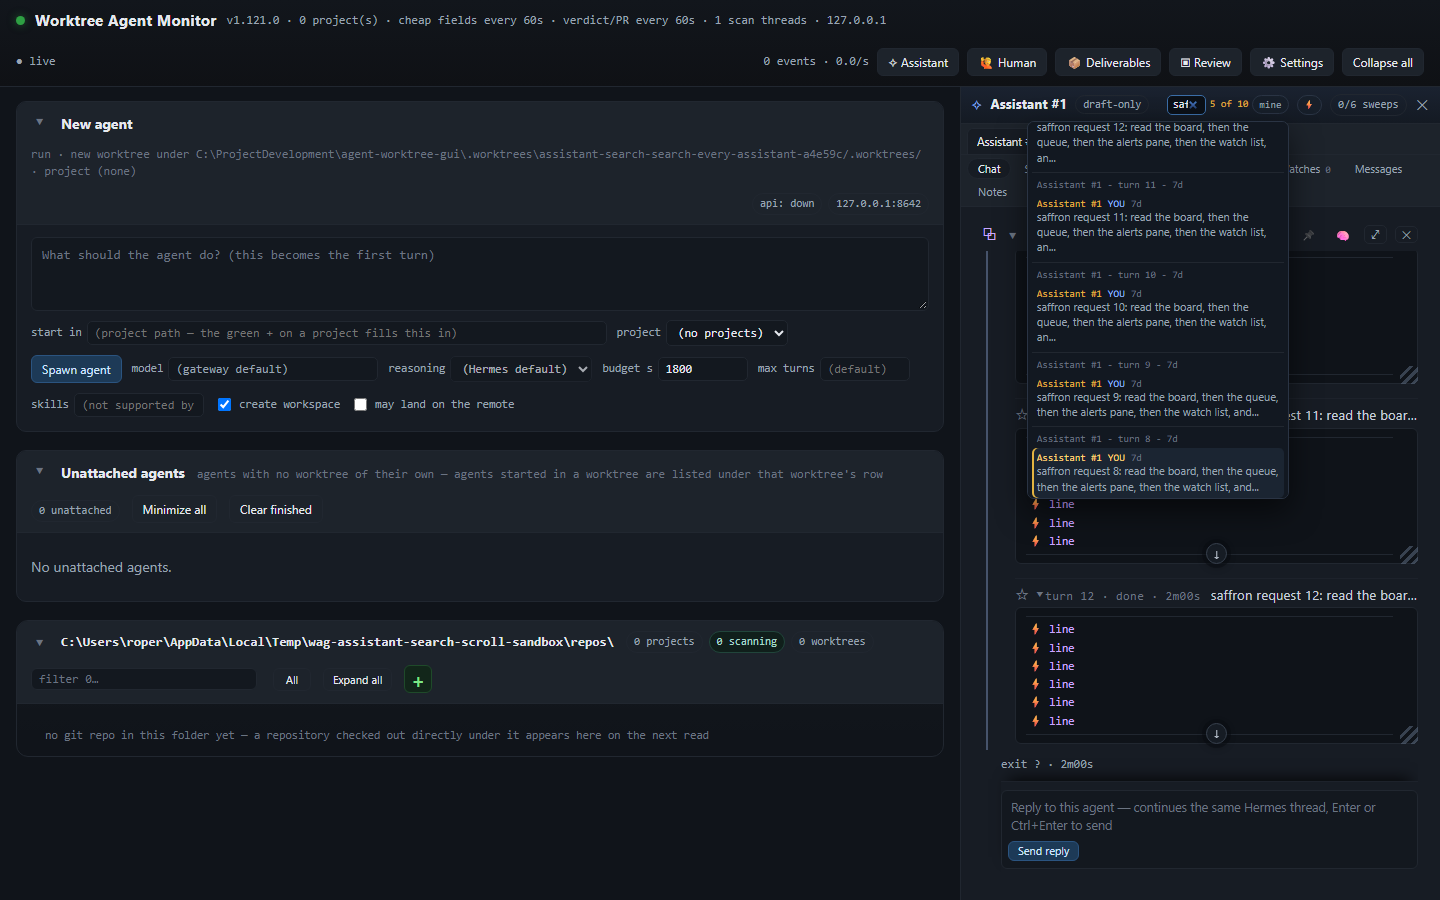 Worktree Agent Monitor v1.121.0 · 0 project(s) · cheap fields every 60s · verdict/PR every 60s · 1 scan threads · 127.0.0.1
live
0 events · 0.0/s
Assistant
Human
Deliverables
Review
Settings
Collapse all
New agent
run · new worktree under C:\ProjectDevelopment\agent-worktree-gui\.worktrees\assistant-search-search-every-assistant-a4e59c/.worktrees/
· project (none)
api: down 127.0.0.1:8642
What should the agent do? (this becomes the first turn)
start in (project path — the green + on a project fills this in) project (no projects)
Spawn agent model (gateway default) reasoning (Hermes default) budget s 1800 max turns (default)
skills (not supported by create workspace may land on the remote
Unattached agents agents with no worktree of their own — agents started in a worktree are listed under that worktree's row
0 unattached Minimize all Clear finished
No unattached agents.
C:\Users\roper\AppData\Local\Temp\wag-assistant-search-scroll-sandbox\repos\ 0 projects 0 scanning 0 worktrees
filter 0… All Expand all +
no git repo in this folder yet — a repository checked out directly under it appears here on the next read
Assistant #1 draft-only saf 5 of 10 mine 0/6 sweeps
Assistant
Chat
atches 0 Messages
Notes
saffron request 12: read the board, then the
queue, then the alerts pane, then the watch list,
an…
Assistant #1 - turn 11 - 7d
Assistant #1 YOU 7d
saffron request 11: read the board, then the
queue, then the alerts pane, then the watch list,
an…
Assistant #1 - turn 10 - 7d
Assistant #1 YOU 7d
saffron request 10: read the board, then the
queue, then the alerts pane, then the watch list,
an…
Assistant #1 - turn 9 - 7d
Assistant #1 YOU 7d
saffron request 9: read the board, then the queue,
then the alerts pane, then the watch list, and…
Assistant #1 - turn 8 - 7d
Assistant #1 YOU 7d
saffron request 8: read the board, then the queue,
then the alerts pane, then the watch list, and…
st 11: read the boar…
line
line
line
turn 12 · done · 2m00s saffron request 12: read the boar…
line
line
line
line
line
line
exit ? · 2m00s
Reply to this agent — continues the same Hermes thread, Enter or
Ctrl+Enter to send
Send reply